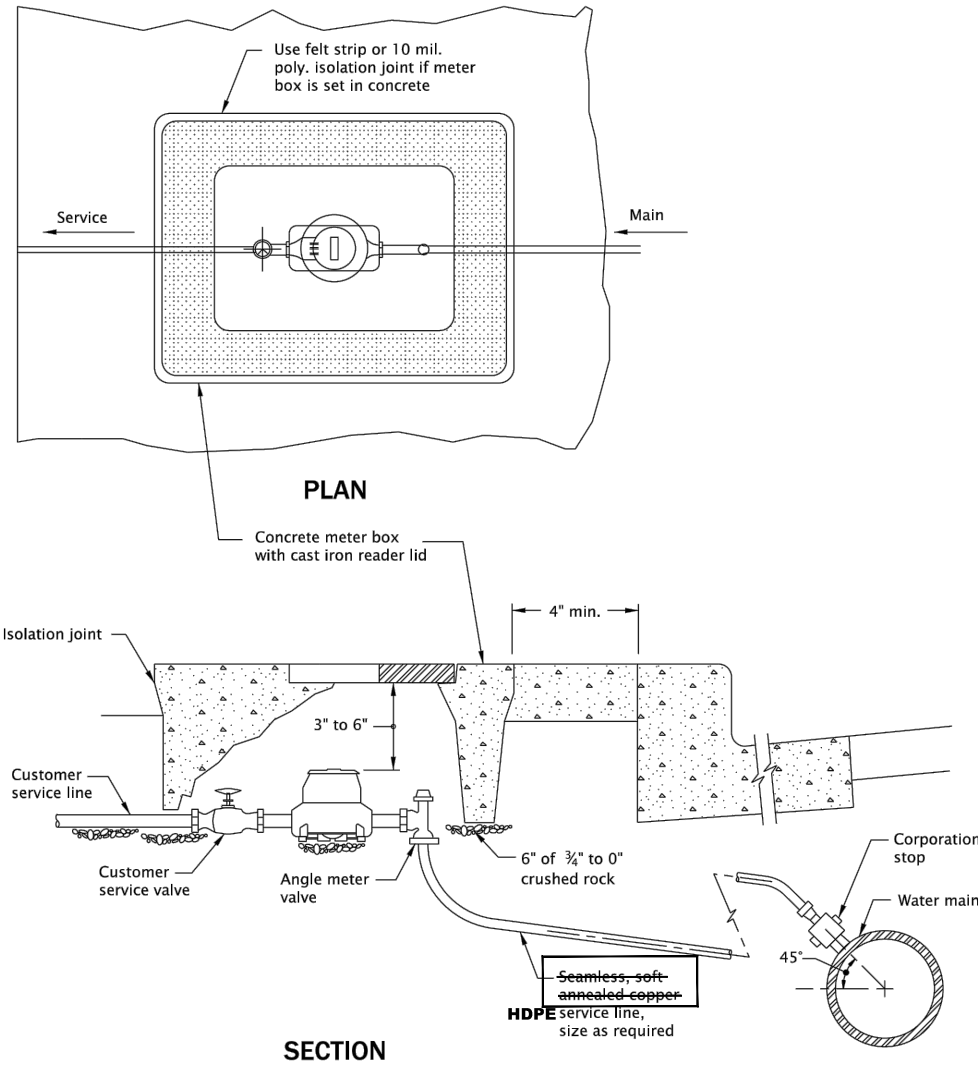 Use felt strip or 10 mil.
poly. isolation joint if meter
box is set in concrete
Service
Main
PLAN
Concrete meter box
with cast iron reader lid
4" min.
Isolation joint
3" to 6"
Customer
service line
Customer
service valve
Angle meter
valve
6" of ¾" to 0"
crushed rock
Corporation
stop
Water main
45°
Seamless, soft
annealed copper
HDPE service line,
size as required
SECTION